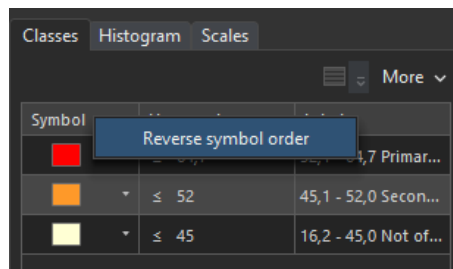 Classes Histogram Scales
More
Symbol
Reverse symbol order
Primar...
≤ 52 45,1 - 52,0 Secon...
≤ 45 16,2 - 45,0 Not of...